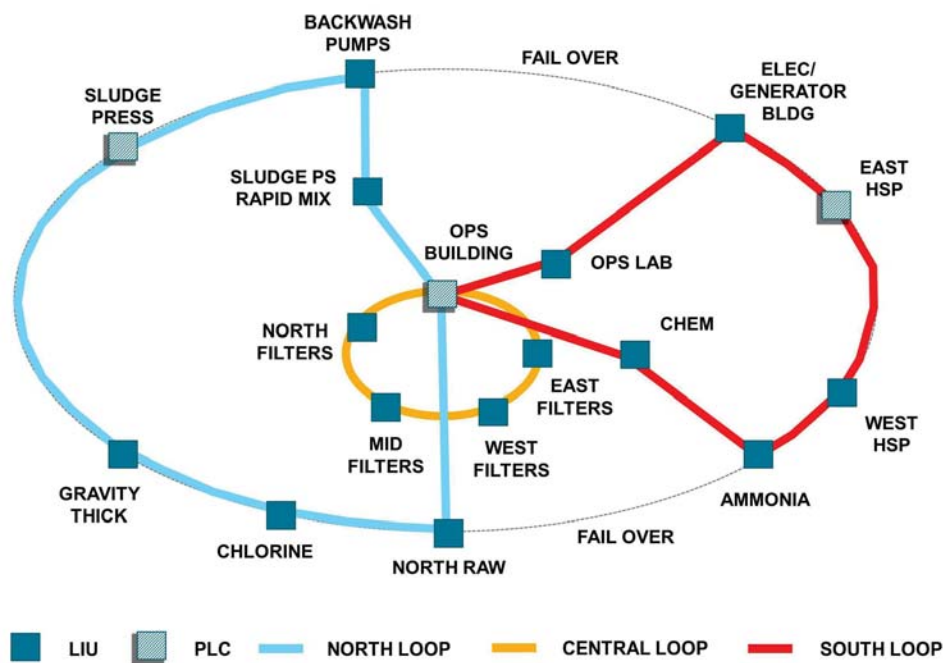 BACKWASH
PUMPS
FAIL OVER
ELEC/
GENERATOR
BLDG
SLUDGE
PRESS
EAST
HSP
SLUDGE PS
RAPID MIX
OPS
BUILDING
OPS LAB
NORTH
FILTERS
CHEM
EAST
FILTERS
MID
FILTERS
WEST
FILTERS
WEST
HSP
GRAVITY
THICK
AMMONIA
CHLORINE
FAIL OVER
NORTH RAW
LIU
PLC
NORTH LOOP
CENTRAL LOOP
SOUTH LOOP